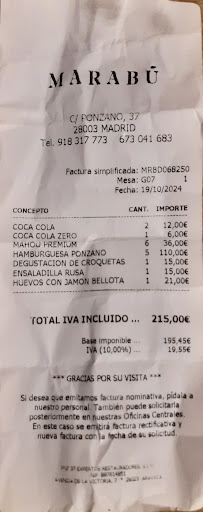 MARABÚ
C/ PONZANO, 37
28003 MADRID
Tel. 918 317 773 673 041 683
Factura simplificada: MRBD068250
Mesa: G07 1
Fecha: 19/10/2024
CONCEPTO CANT. IMPORTE
COCA COLA 2 12,00€
COCA COLA ZERO 1 6,00€
MAHOU PREMIUM 6 36,00€
HAMBURGUESA PONZANO 5 110,00€
DEGUSTACION DE CROQUETAS 1 15,00€
ENSALADILLA RUSA 1 15,00€
HUEVOS CON JAMON BELLOTA 1 21,00€
TOTAL IVA INCLUIDO ... 215,00€
Base imponible ... 195,45€
IVA (10,00%) ... 19,55€
*** GRACIAS POR SU VISITA ***
Si desea que emitamos factura nominativa, pídala a
nuestro personal. También puede solicitarla
posteriormente en nuestras Oficinas Centrales.
En este caso se emitirá factura rectificativa y
nueva factura con la fecha de su solicitud.